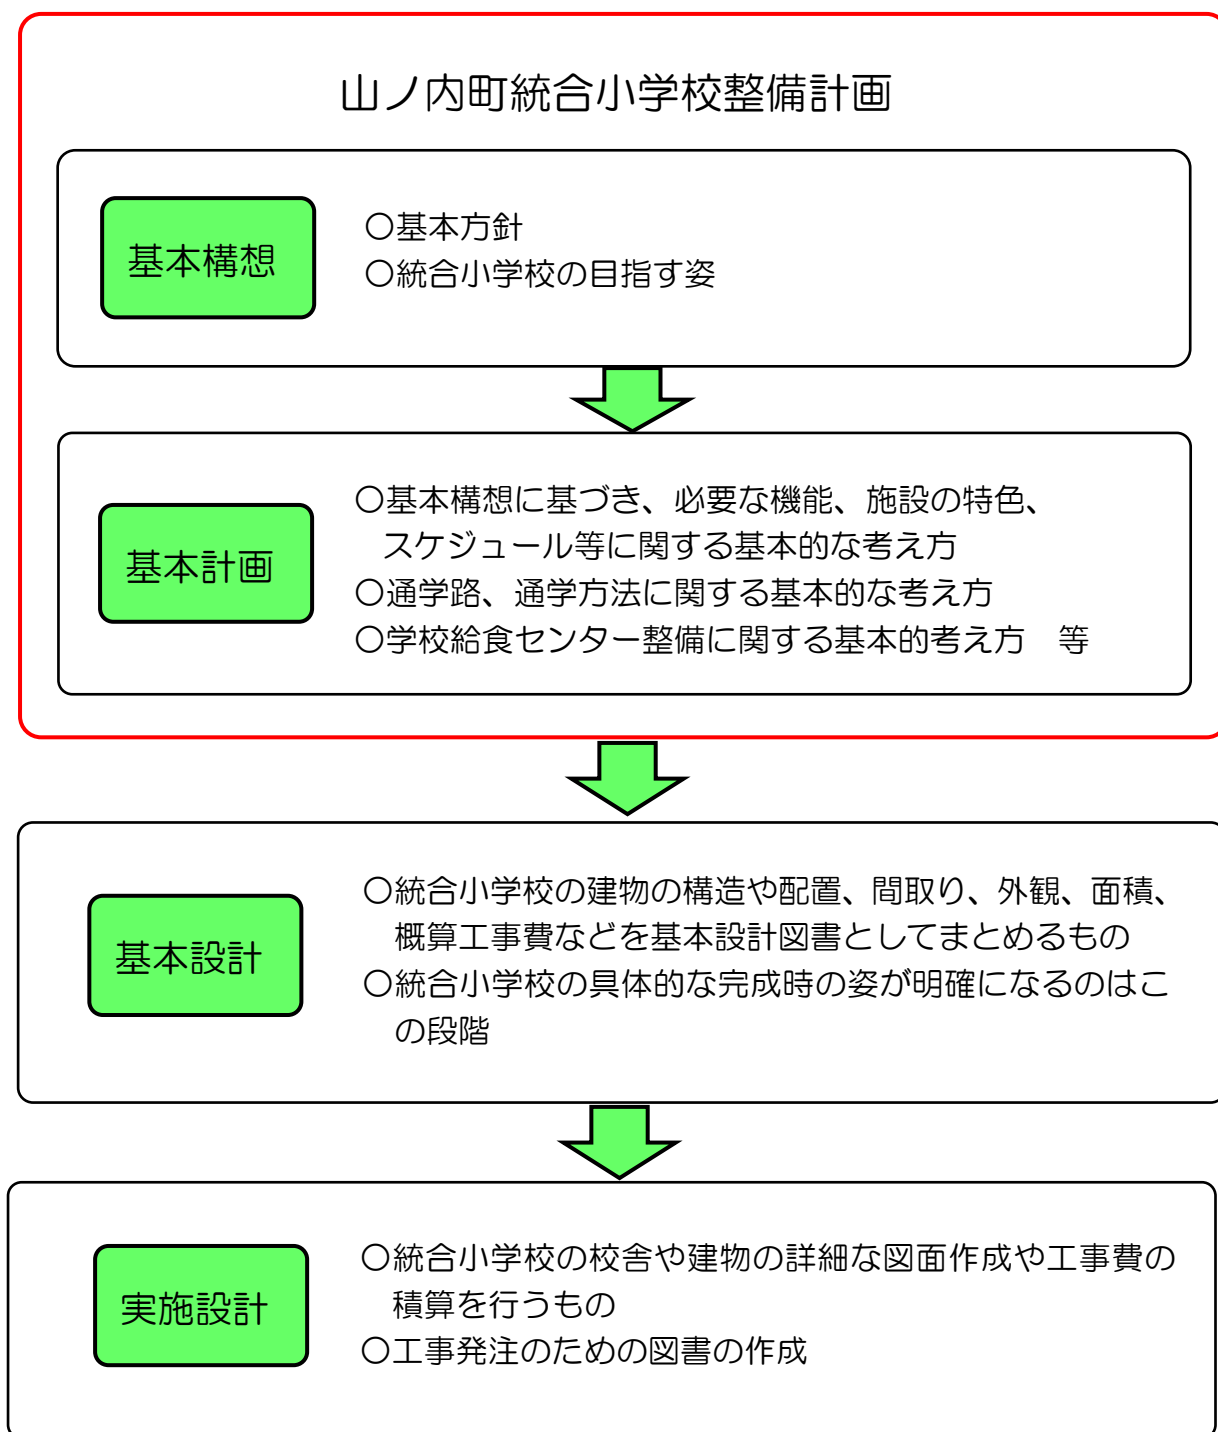 山ノ内町統合小学校整備計画
基本構想
〇基本方針
〇統合小学校の目指す姿
基本計画
〇基本構想に基づき、必要な機能、施設の特色、
スケジュール等に関する基本的な考え方
〇通学路、通学方法に関する基本的な考え方
〇学校給食センター整備に関する基本的考え方　等
基本設計
〇統合小学校の建物の構造や配置、間取り、外観、面積、
概算工事費などを基本設計図書としてまとめるもの
〇統合小学校の具体的な完成時の姿が明確になるのはこ
の段階
実施設計
〇統合小学校の校舎や建物の詳細な図面作成や工事費の
積算を行うもの
〇工事発注のための図書の作成